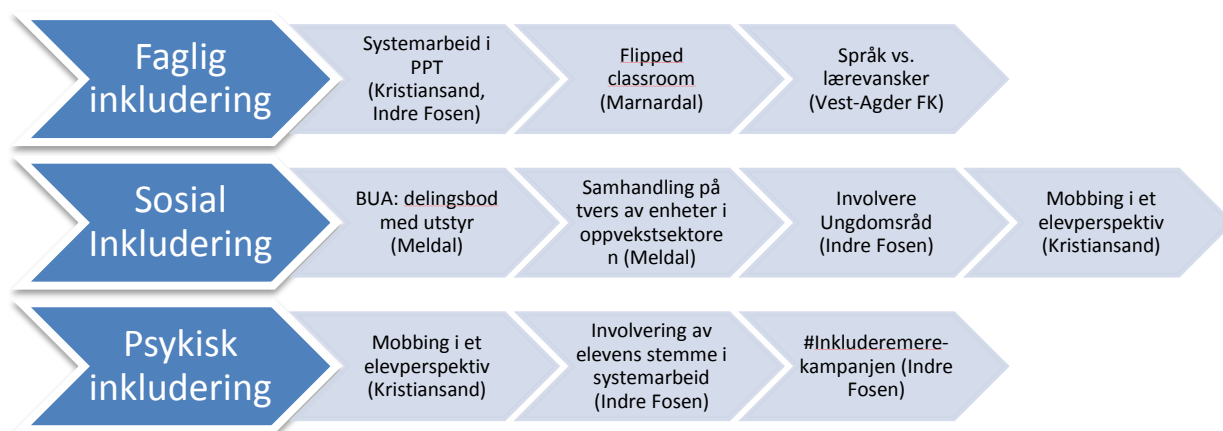 Faglig
inkludering
Systemarbeid i
PPT
(Kristiansand,
Indre Fosen)
Flipped
classroom
(Marnardal)
Språk vs.
lærevansker
(Vest-Agder FK)
Sosial
Inkludering
BUA: delingsbod
med utstyr
(Meldal)
Samhandling på
tvers av enheter i
oppvekstsektore
n (Meldal)
Involvere
Ungdomsråd
(Indre Fosen)
Mobbing i et
elevperspektiv
(Kristiansand)
Psykisk
inkludering
Mobbing i et
elevperspektiv
(Kristiansand)
Involvering av
elevens stemme i
systemarbeid
(Indre Fosen)
#Inkluderemere-
kampanjen (Indre
Fosen)